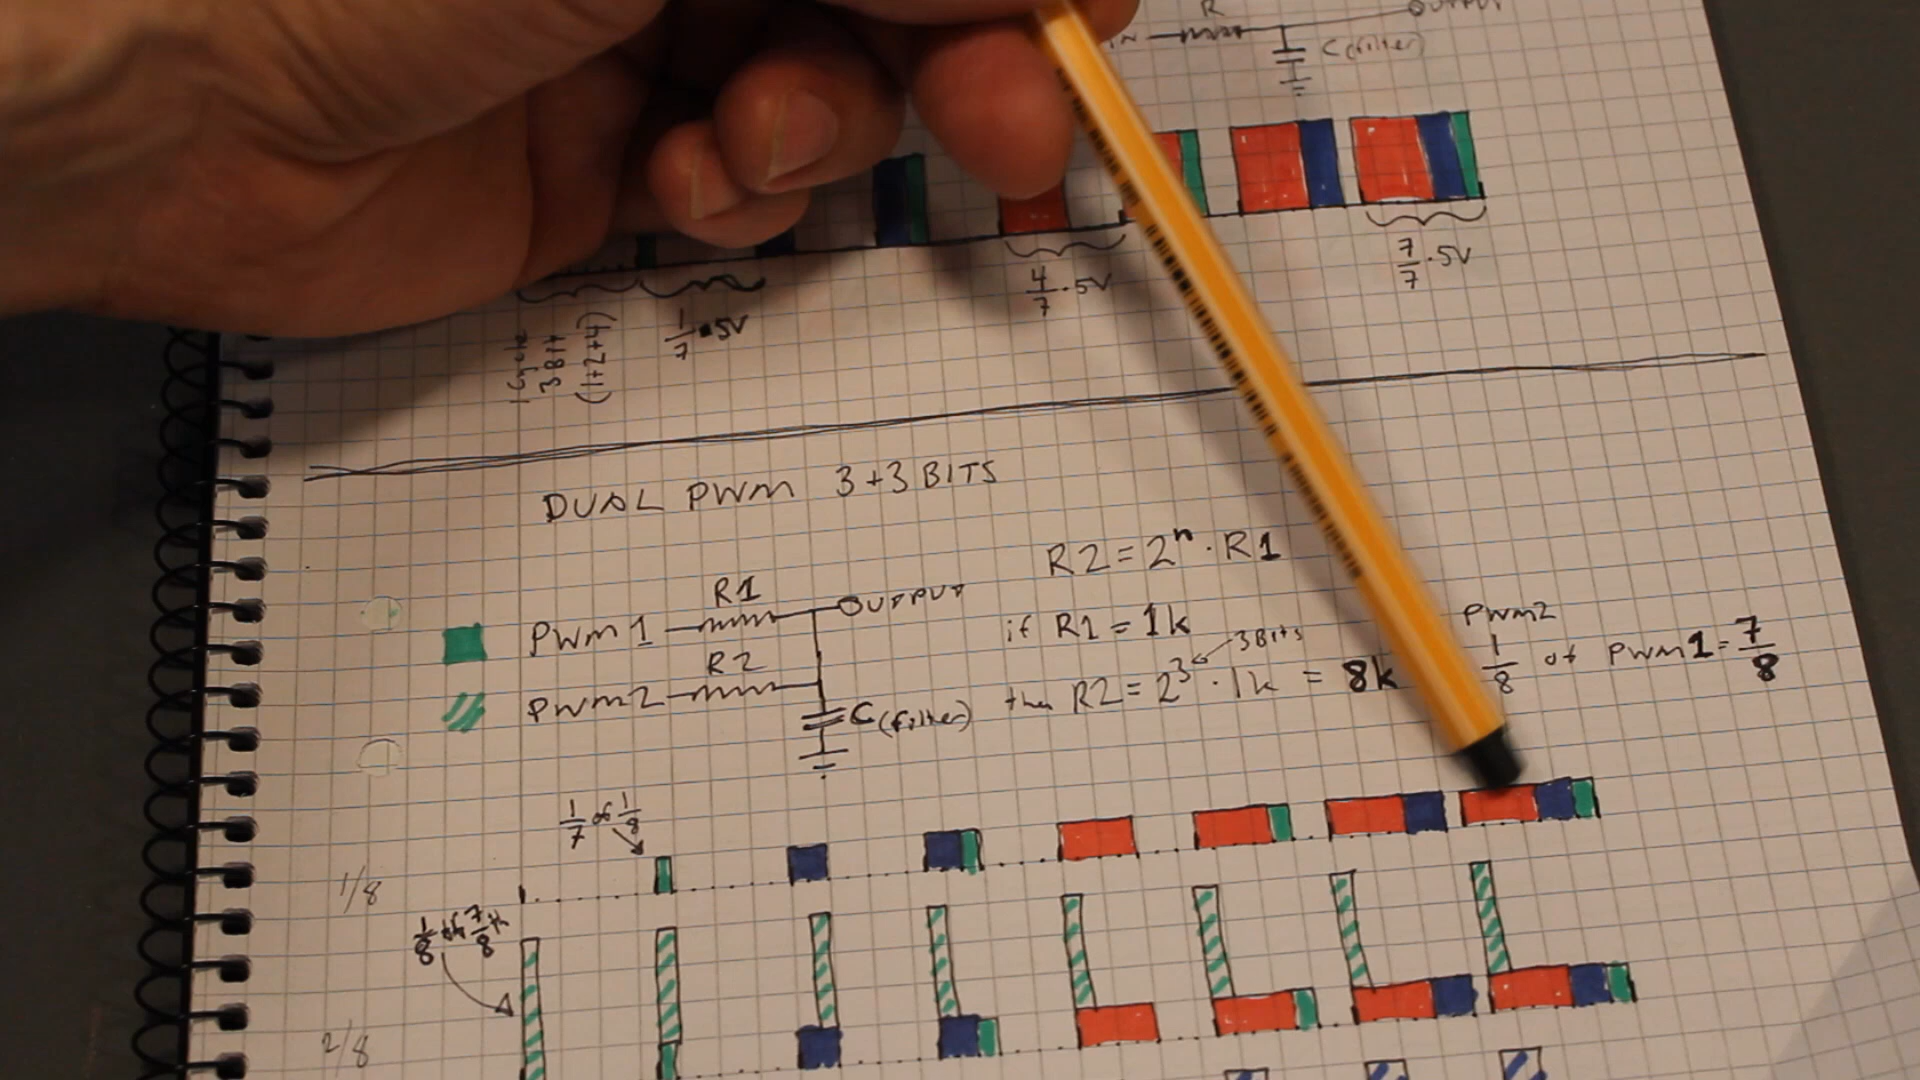 R
OUTPUT
IN
C(filter)
7/7 · 5V
4/7 · 5V
1/7 · 5V
1 Cycle
3 Bit
(1+2+4)
DUAL PWM 3+3 BITS
R2 = 2ⁿ · R1
R1
OUTPUT
PWM1
if R1 = 1k
3 Bits
PWM2
R2
PWM2
then R2 = 2³ · 1k = 8k
1/8 of PWM1 = 7/8
C(filter)
1/7 of 1/8
1/8
1/8 of 7/8th
2/8